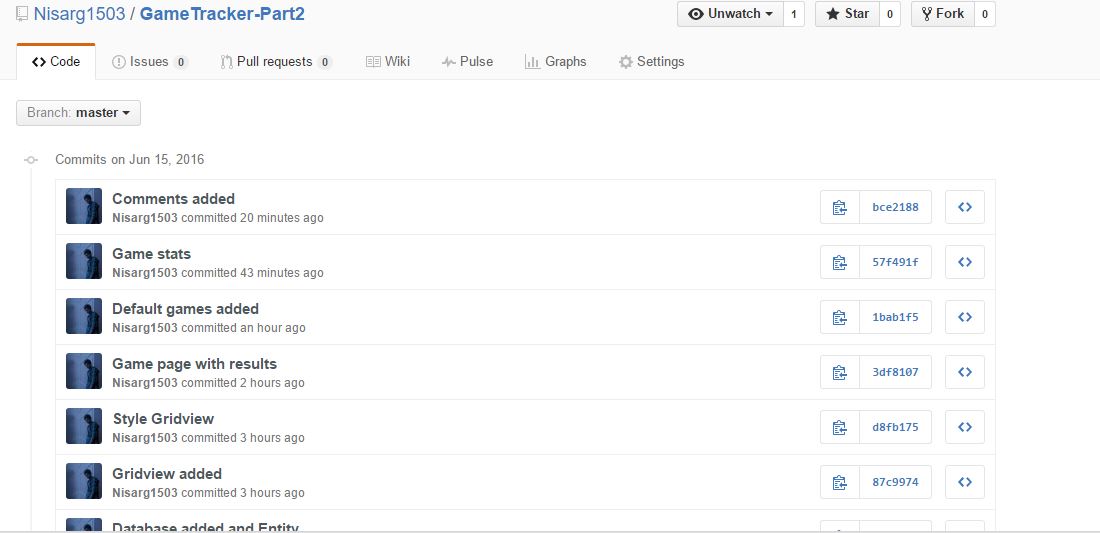 Nisarg1503 / GameTracker-Part2
Unwatch 1 Star 0 Fork 0
Code Issues 0 Pull requests 0 Wiki Pulse Graphs Settings
Branch: master
Commits on Jun 15, 2016
Comments added
Nisarg1503 committed 20 minutes ago
bce2188
Game stats
Nisarg1503 committed 43 minutes ago
57f491f
Default games added
Nisarg1503 committed an hour ago
1bab1f5
Game page with results
Nisarg1503 committed 2 hours ago
3df8107
Style Gridview
Nisarg1503 committed 3 hours ago
d8fb175
Gridview added
Nisarg1503 committed 3 hours ago
87c9974
Database added and Entity